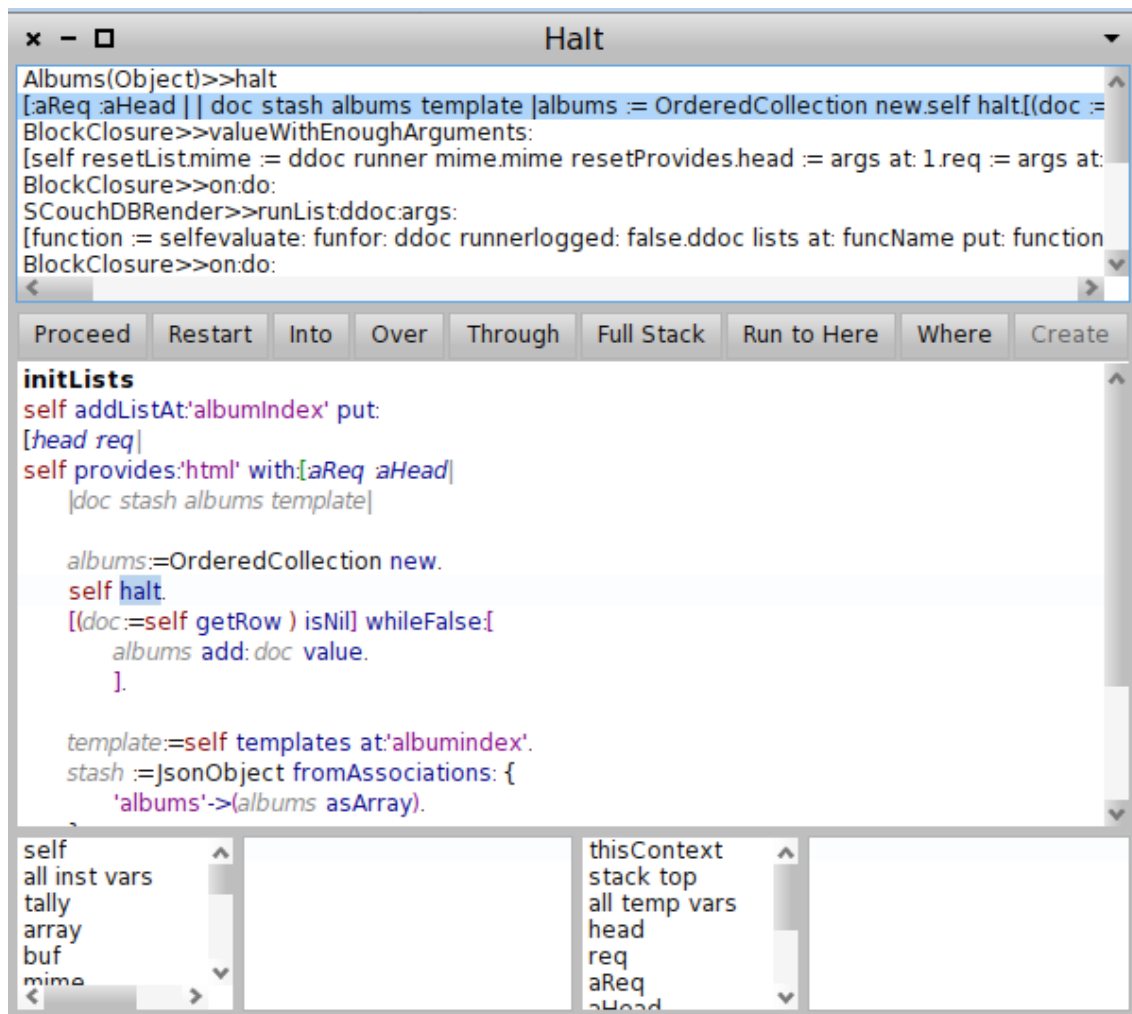 Halt
Albums(Object)>>halt
[:aReq :aHead | | doc stash albums template |albums := OrderedCollection new.self halt.[(doc :=
BlockClosure>>valueWithEnoughArguments:
[self resetList.mime := ddoc runner mime.mime resetProvides.head := args at: 1.req := args at:
BlockClosure>>on:do:
SCouchDBRender>>runList:ddoc:args:
[function := selfevaluate: funfor: ddoc runnerlogged: false.ddoc lists at: funcName put: function
BlockClosure>>on:do:
Proceed Restart Into Over Through Full Stack Run to Here Where Create
initLists
self addListAt:'albumIndex' put:
[:head :req|
self provides:'html' with:[:aReq :aHead|
|doc stash albums template|
albums:=OrderedCollection new.
self halt.
[(doc:=self getRow ) isNil] whileFalse:[
albums add: doc value.
].
template:=self templates at:'albumindex'.
stash :=JsonObject fromAssociations: {
'albums'->(albums asArray).
self
all inst vars
tally
array
buf
mime
thisContext
stack top
all temp vars
head
req
aReq
aHead